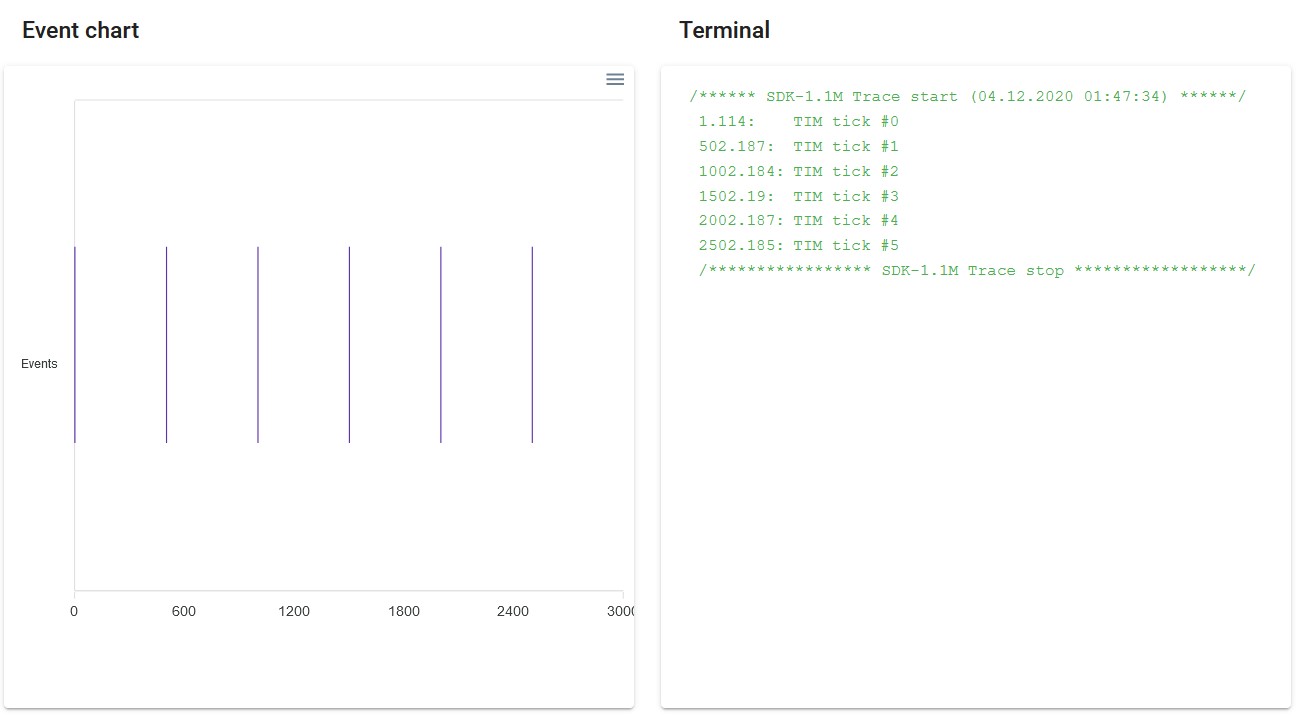 Event chart
Events
0 600 1200 1800 2400 3000
Terminal
/****** SDK-1.1M Trace start (04.12.2020 01:47:34) ******/
1.114: TIM tick #0
502.187: TIM tick #1
1002.184: TIM tick #2
1502.19: TIM tick #3
2002.187: TIM tick #4
2502.185: TIM tick #5
/***************** SDK-1.1M Trace stop ******************/